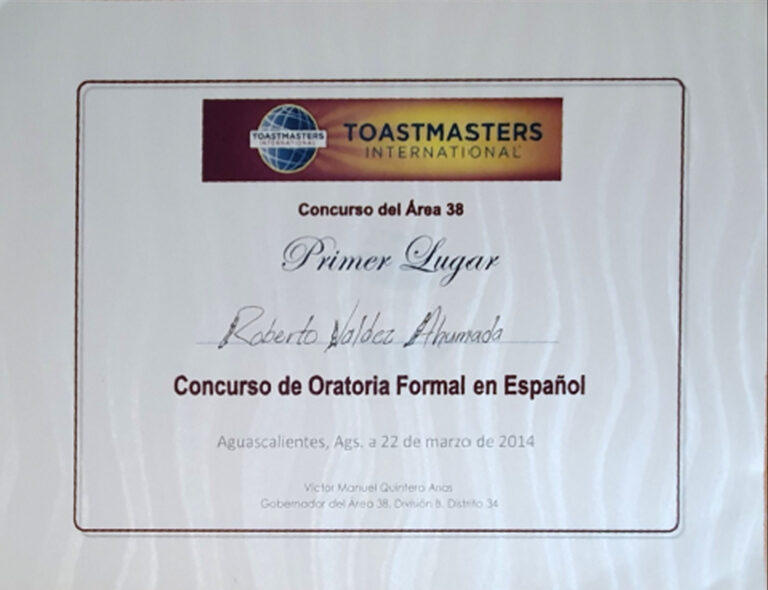 TOASTMASTERS
INTERNATIONAL
TOASTMASTERS
INTERNATIONAL
Concurso del Área 38
Primer Lugar
Roberto Valdez Ahumada
Concurso de Oratoria Formal en Español
Aguascalientes, Ags. a 22 de marzo de 2014
Víctor Manuel Quintero Arias
Gobernador del Área 38, División B, Distrito 34